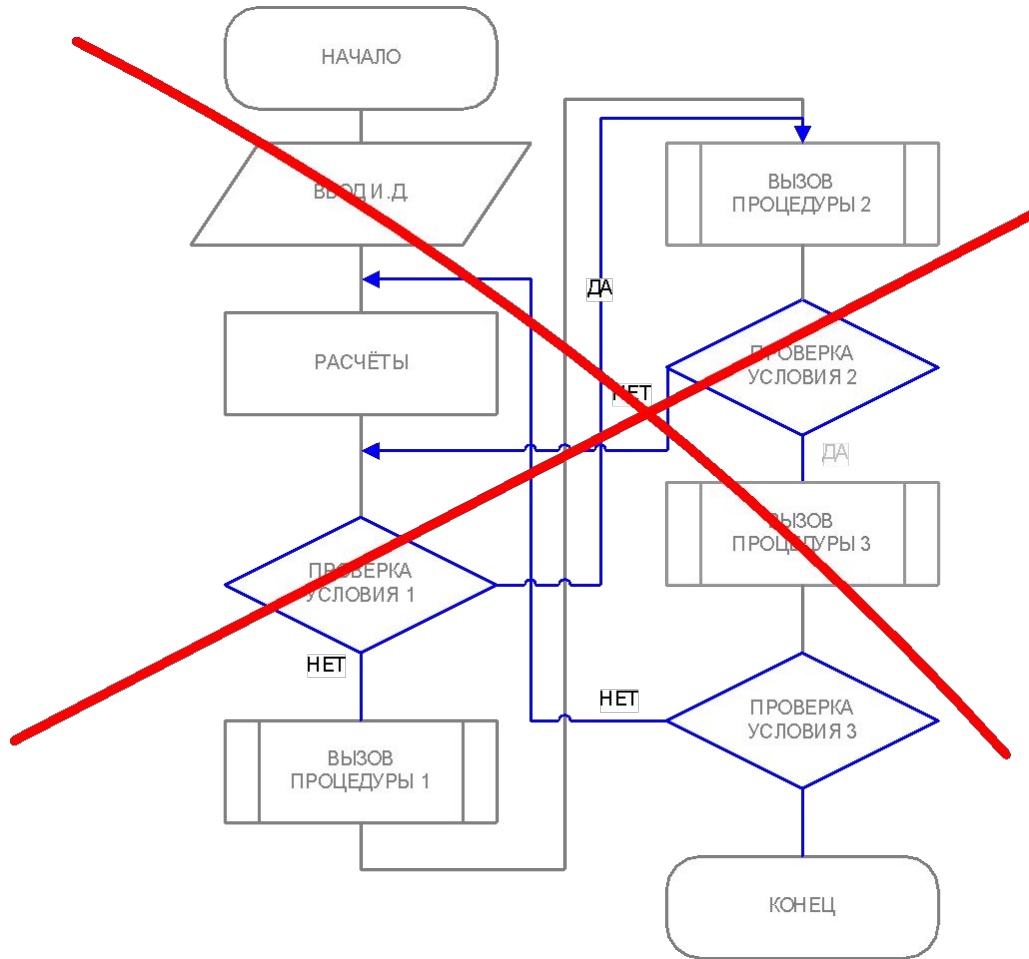 НАЧАЛО
ВВОД И.Д.
РАСЧЁТЫ
ПРОВЕРКА
УСЛОВИЯ 1
НЕТ
ВЫЗОВ
ПРОЦЕДУРЫ 1
ДА
ВЫЗОВ
ПРОЦЕДУРЫ 2
ПРОВЕРКА
УСЛОВИЯ 2
НЕТ
ДА
ВЫЗОВ
ПРОЦЕДУРЫ 3
ПРОВЕРКА
УСЛОВИЯ 3
НЕТ
КОНЕЦ